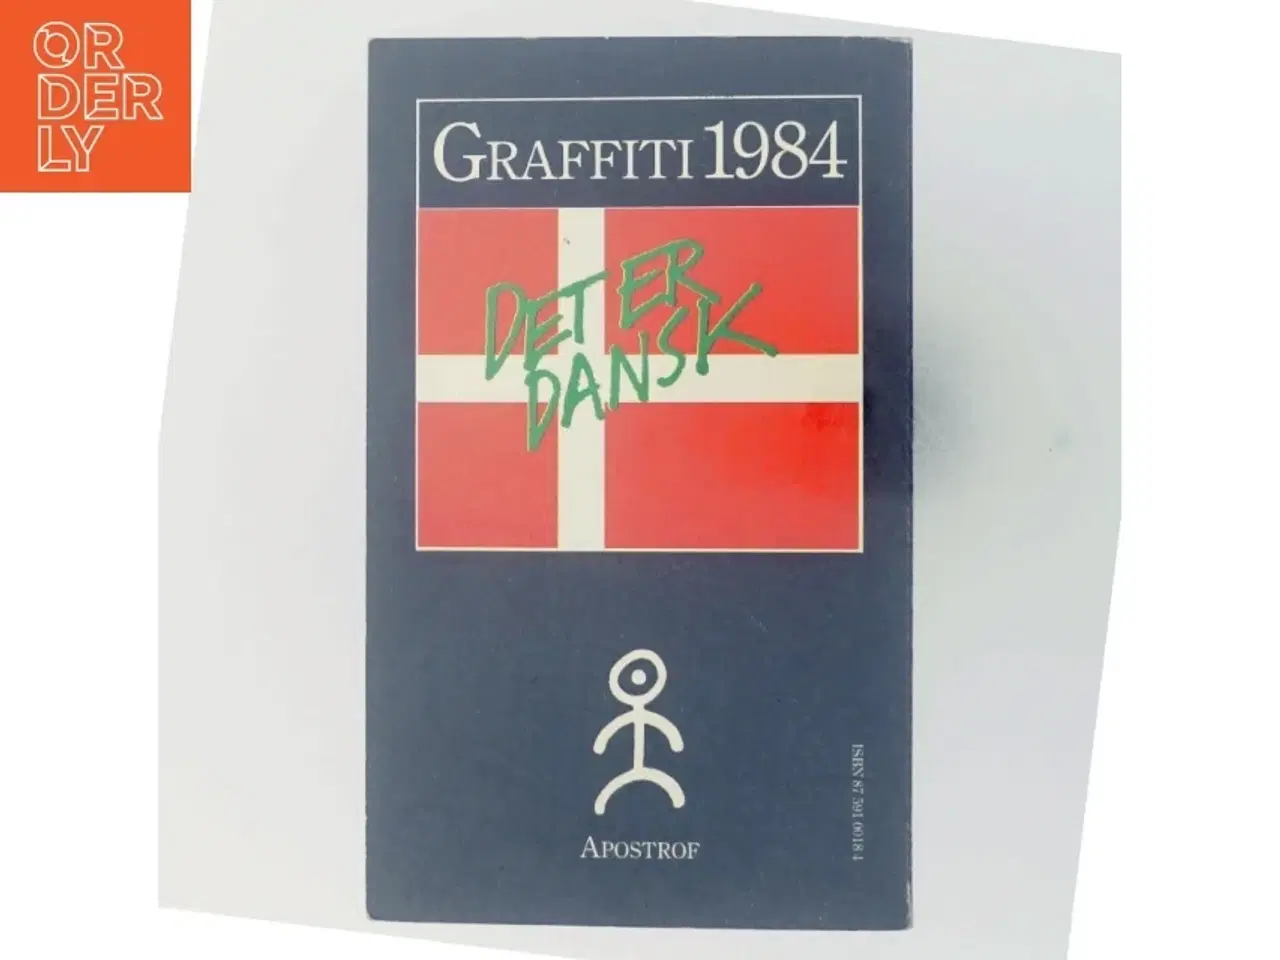 OR
DER
LY
GRAFFITI 1984
DET ER
DANSK
APOSTROF
ISBN 87 591 0018 4